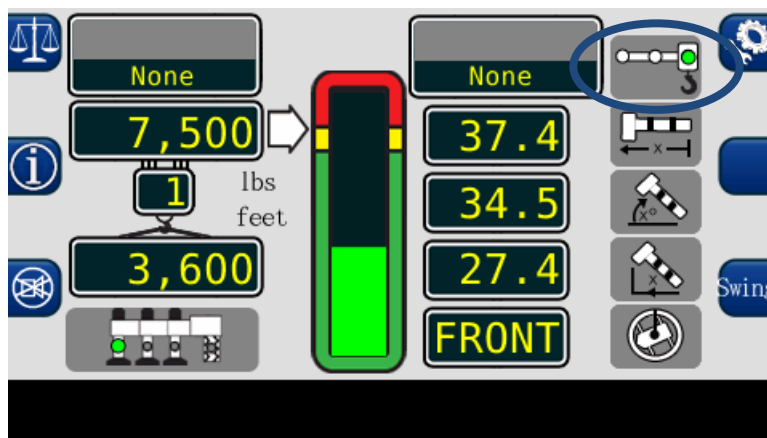 None
7,500
1
lbs
feet
3,600
None
37.4
34.5
27.4
FRONT
x
x°
x
Swing